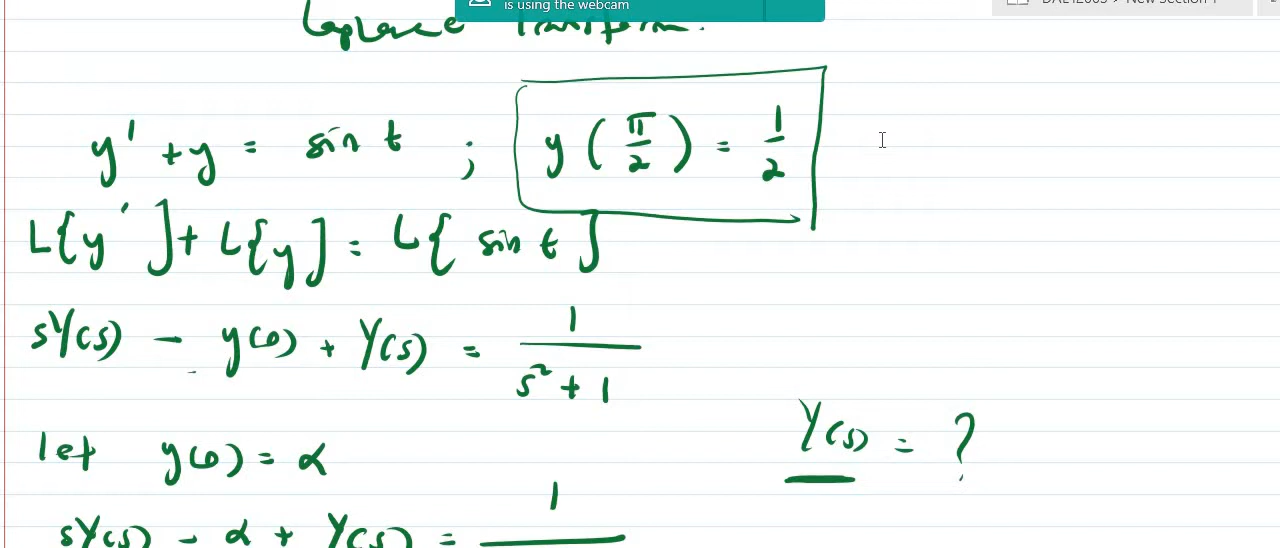 is using the webcam
Laplace Transform.
y' + y = sin t ; y(π/2) = 1/2
L{y'} + L{y} = L{sin t}
sY(s) - y(0) + Y(s) = 1/(s² + 1)
let y(0) = α
Y(s) = ?
sY(s) - α + Y(s) = 1